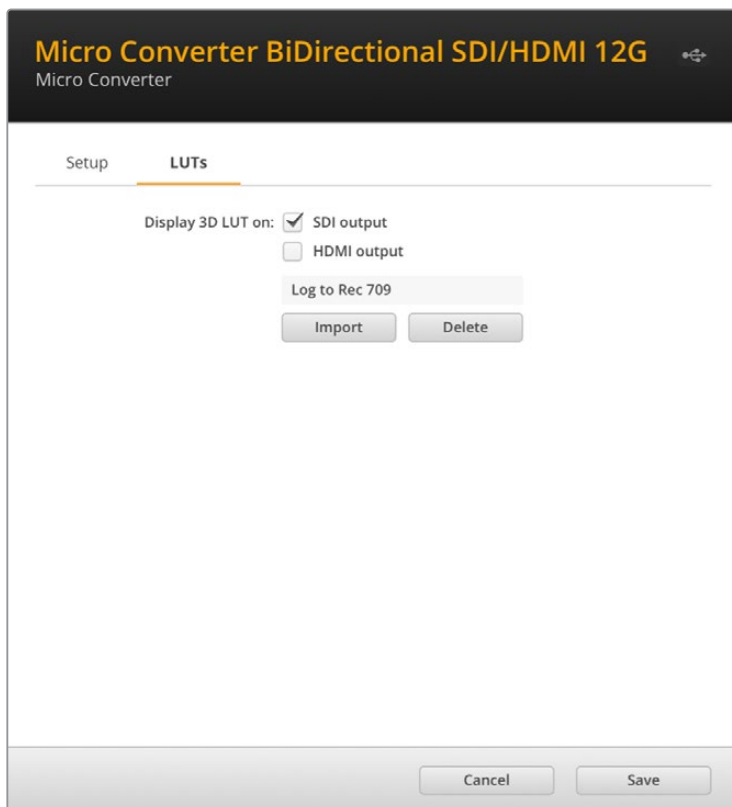 Micro Converter BiDirectional SDI/HDMI 12G
Micro Converter
Setup LUTs
Display 3D LUT on: SDI output
HDMI output
Log to Rec 709
Import Delete
Cancel Save